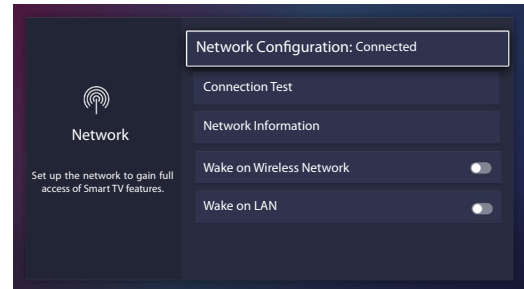 Network
Set up the network to gain full
access of Smart TV features.
Network Configuration: Connected
Connection Test
Network Information
Wake on Wireless Network
Wake on LAN